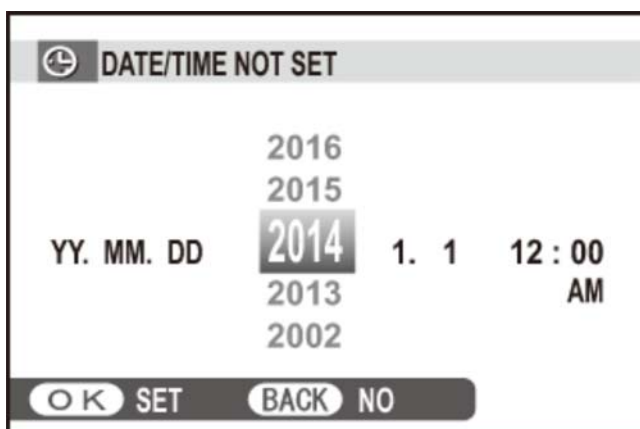 DATE/TIME NOT SET
2016
2015
YY. MM. DD 2014 1. 1 12 : 00
2013 AM
2002
OK SET BACK NO